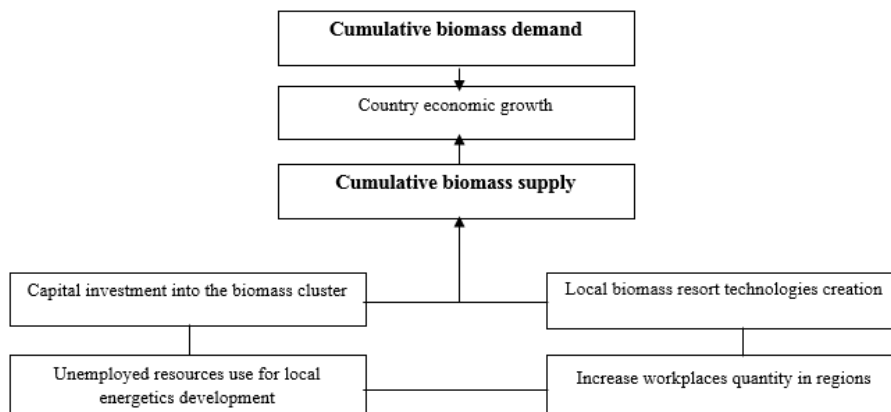 Cumulative biomass demand
Country economic growth
Cumulative biomass supply
Capital investment into the biomass cluster
Local biomass resort technologies creation
Unemployed resources use for local
energetics development
Increase workplaces quantity in regions